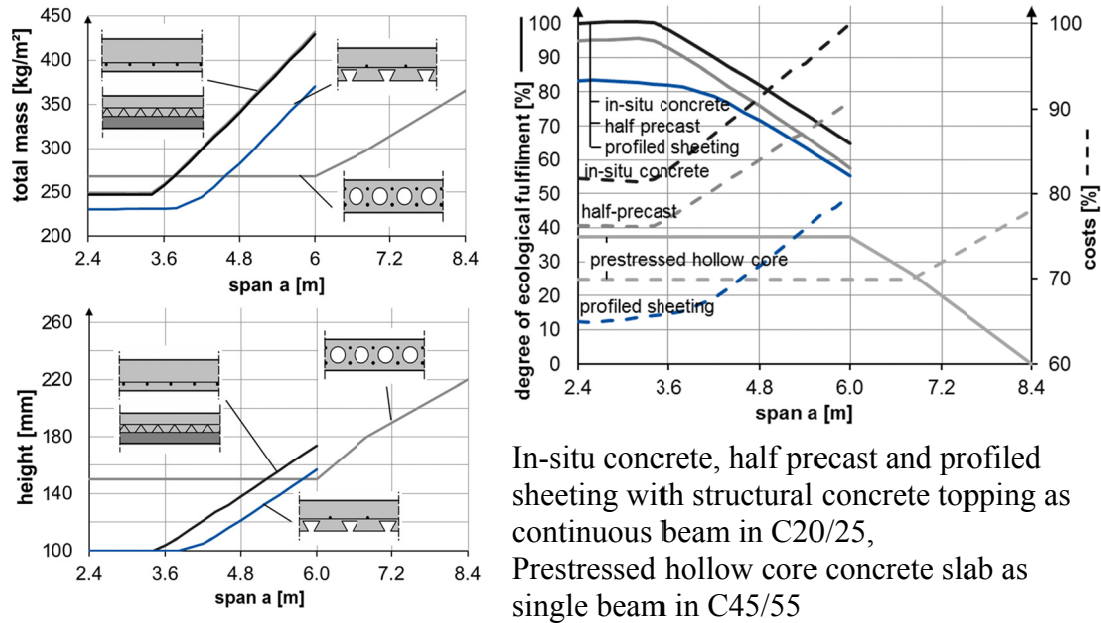 450
400
350
300
250
200
total mass [kg/m²]
2.4 3.6 4.8 6.0 7.2 8.4
span a [m]
260
220
180
140
100
height [mm]
2.4 3.6 4.8 6.0 7.2 8.4
span a [m]
100
90
80
70
60
50
40
30
20
10
0
degree of ecological fulfilment [%]
in-situ concrete
half precast
profiled sheeting
in-situ concrete
half-precast
prestressed hollow core
profiled sheeting
100
90
80
70
60
costs [%]
2.4 3.6 4.8 6.0 7.2 8.4
span a [m]
In-situ concrete, half precast and profiled
sheeting with structural concrete topping as
continuous beam in C20/25,
Prestressed hollow core concrete slab as
single beam in C45/55